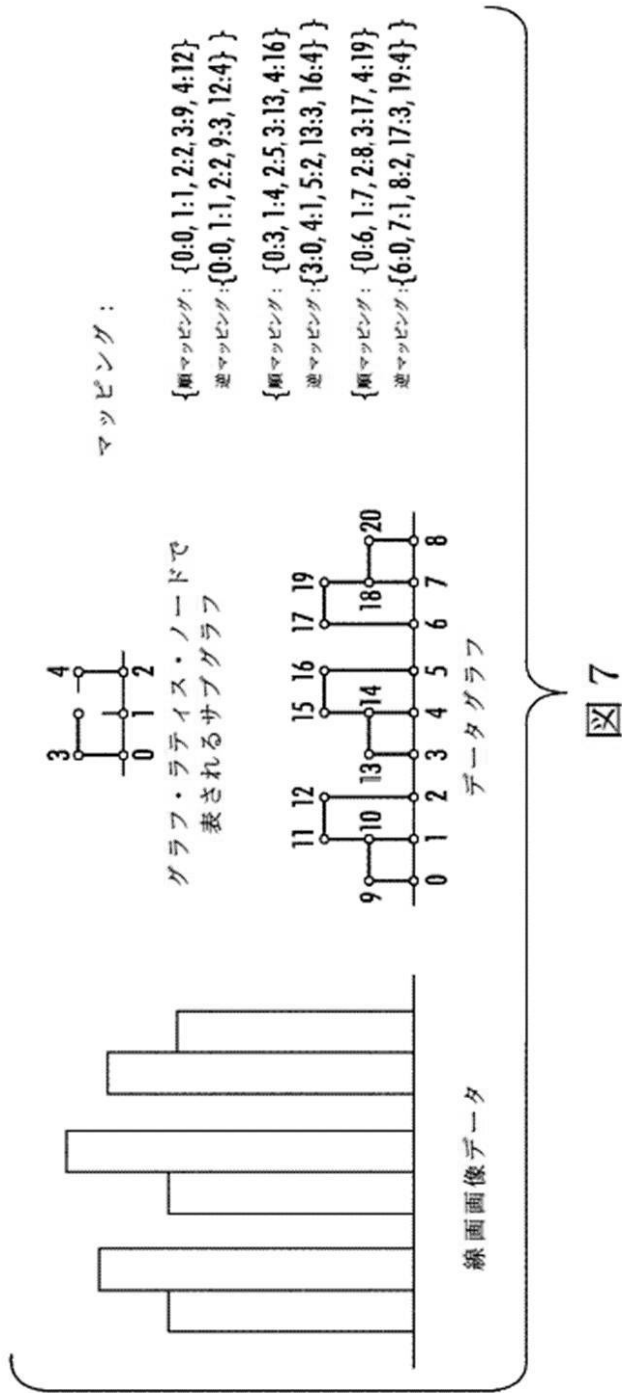 線画画像データ
3 4
0 1 2
グラフ・ラティス・ノードで
表されるサブグラフ
11 12 15 16 17 19
9 10 13 14 18 20
0 1 2 3 4 5 6 7 8
データグラフ
マッピング：
{順マッピング： {0:0, 1:1, 2:2, 3:9, 4:12}
逆マッピング：{0:0, 1:1, 2:2, 9:3, 12:4} }
{順マッピング： {0:3, 1:4, 2:5, 3:13, 4:16}
逆マッピング：{3:0, 4:1, 5:2, 13:3, 16:4} }
{順マッピング： {0:6, 1:7, 2:8, 3:17, 4:19}
逆マッピング：{6:0, 7:1, 8:2, 17:3, 19:4} }
図 7